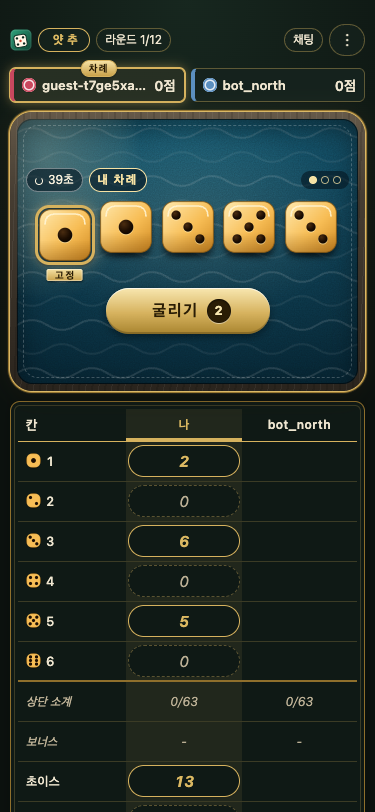 얏추 라운드 1/12 채팅
차례
guest-t7ge5xa... 0점 bot_north 0점
39초 내 차례
고정
굴리기 2
칸 나 bot_north
1 2
2 0
3 6
4 0
5 5
6 0
상단 소계 0/63 0/63
보너스 - -
초이스 13